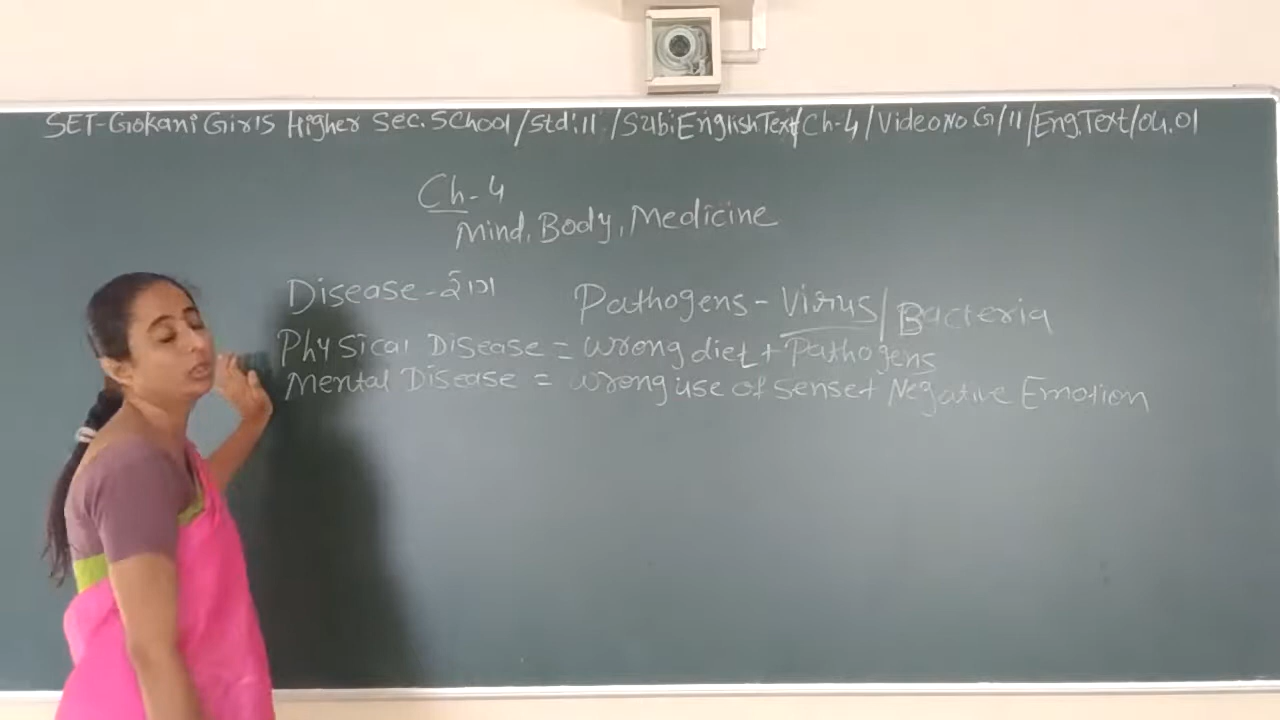 SET-Gokani Girls Higher Sec. School/Std:11/Sub:English Text/Ch-4/Video No.G/11/Eng.Text/04.01
Ch-4
Mind, Body, Medicine
Disease-રોગ
Pathogens - Virus/Bacteria
Physical Disease = wrong diet + Pathogens
Mental Disease = wrong use of sense+ Negative Emotion